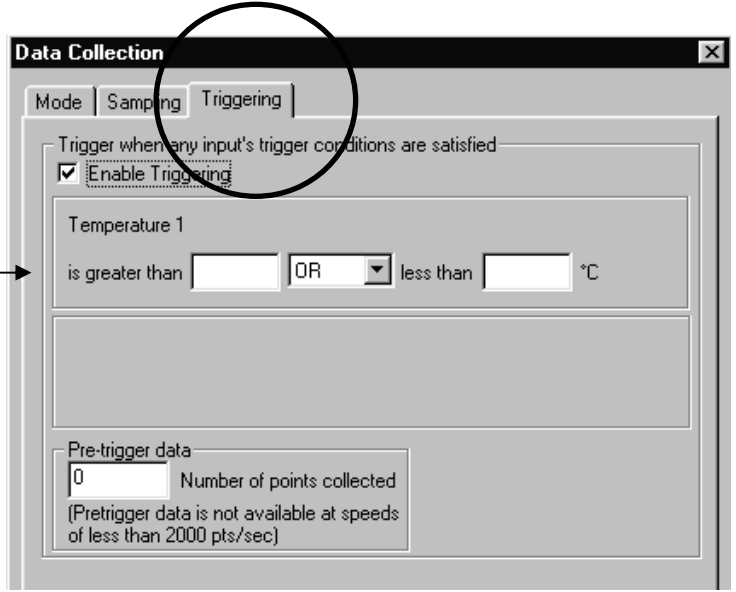 Data Collection
Mode Sampling Triggering
Trigger when any input's trigger conditions are satisfied
Enable Triggering
Temperature 1
is greater than OR less than °C
Pre-trigger data
0 Number of points collected
(Pretrigger data is not available at speeds
of less than 2000 pts/sec)